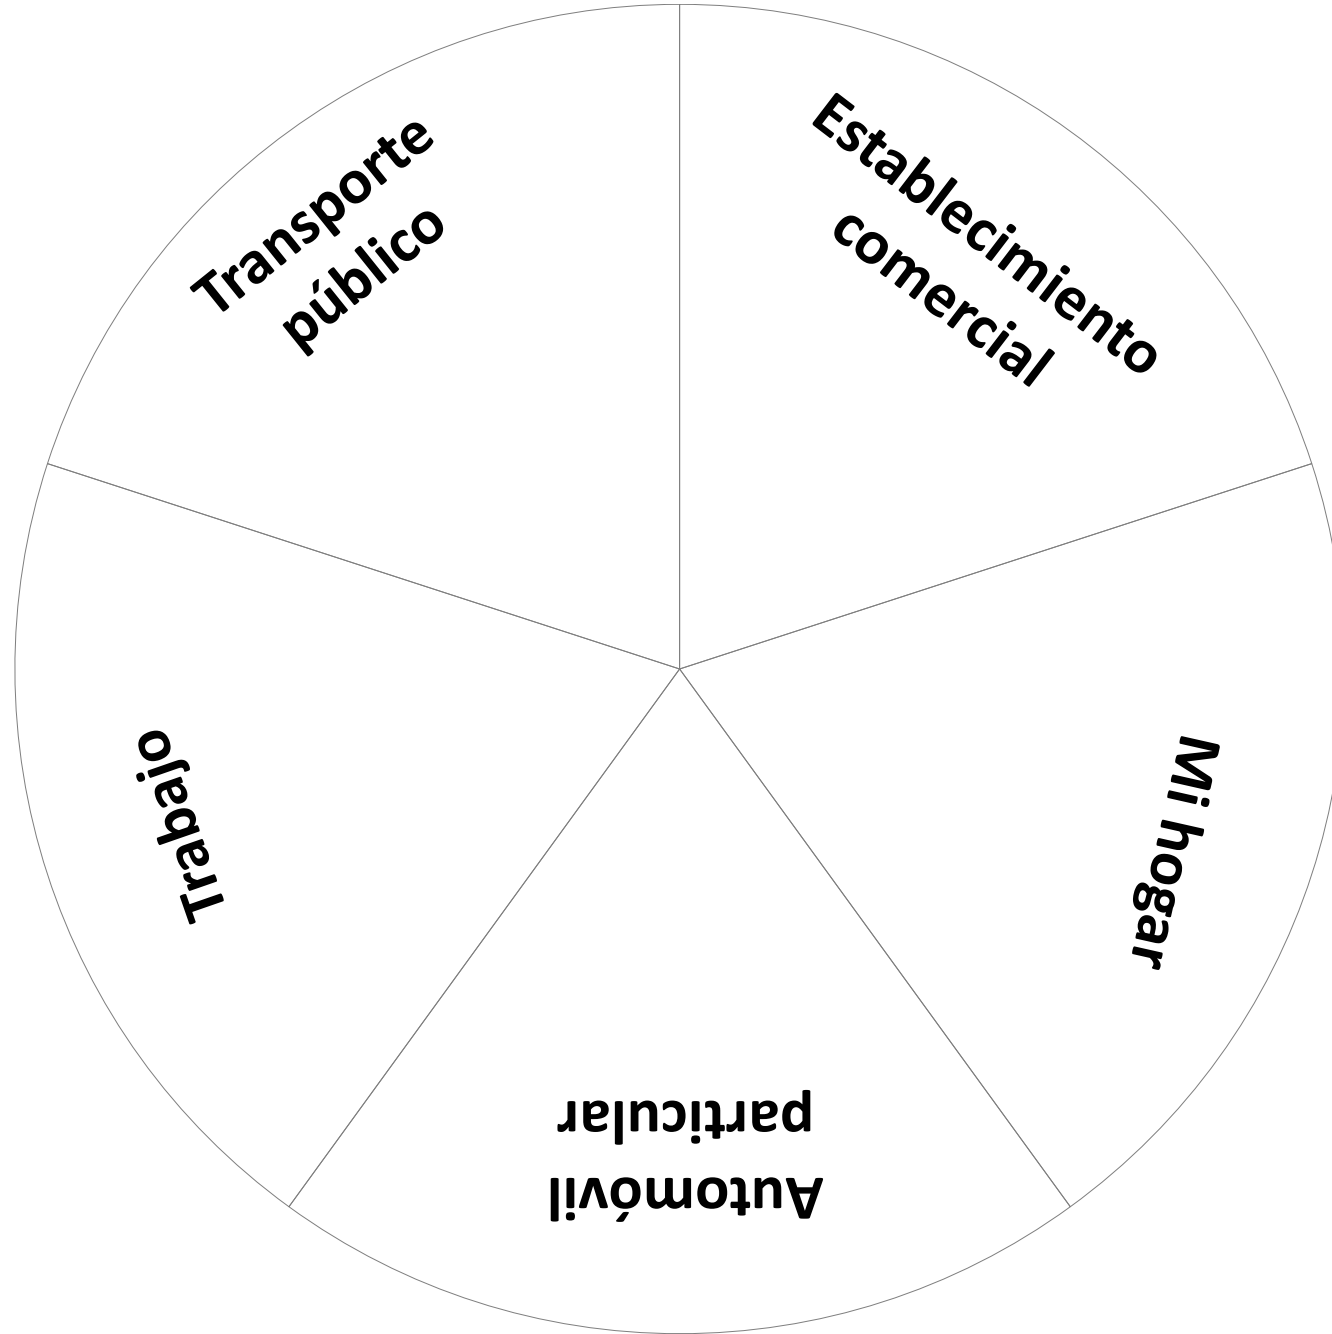 Transporte
público
Establecimiento
comercial
Mi hogar
Automóvil
particular
Trabajo